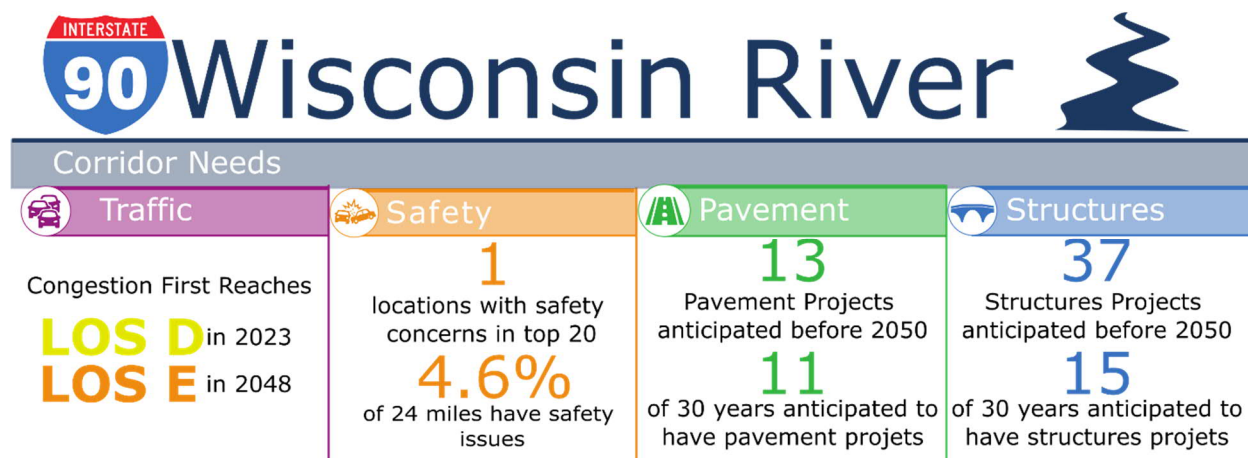 INTERSTATE
90
Wisconsin River
Corridor Needs
Traffic
Congestion First Reaches
LOS D in 2023
LOS E in 2048
Safety
1
locations with safety
concerns in top 20
4.6%
of 24 miles have safety
issues
Pavement
13
Pavement Projects
anticipated before 2050
11
of 30 years anticipated to
have pavement projets
Structures
37
Structures Projects
anticipated before 2050
15
of 30 years anticipated to
have structures projets